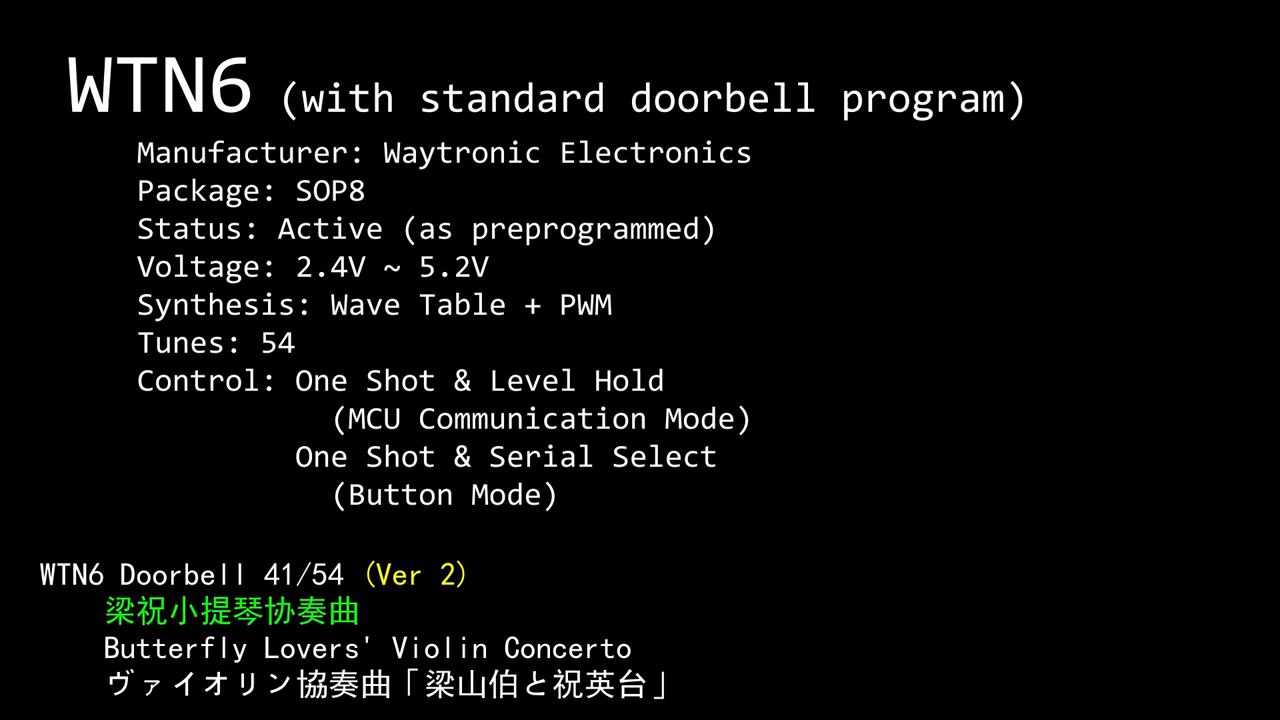 WTN6 (with standard doorbell program)
Manufacturer: Waytronic Electronics
Package: SOP8
Status: Active (as preprogrammed)
Voltage: 2.4V ~ 5.2V
Synthesis: Wave Table + PWM
Tunes: 54
Control: One Shot & Level Hold
(MCU Communication Mode)
One Shot & Serial Select
(Button Mode)
WTN6 Doorbell 41/54 (Ver 2)
梁祝小提琴协奏曲
Butterfly Lovers' Violin Concerto
ヴァイオリン協奏曲「梁山伯と祝英台」